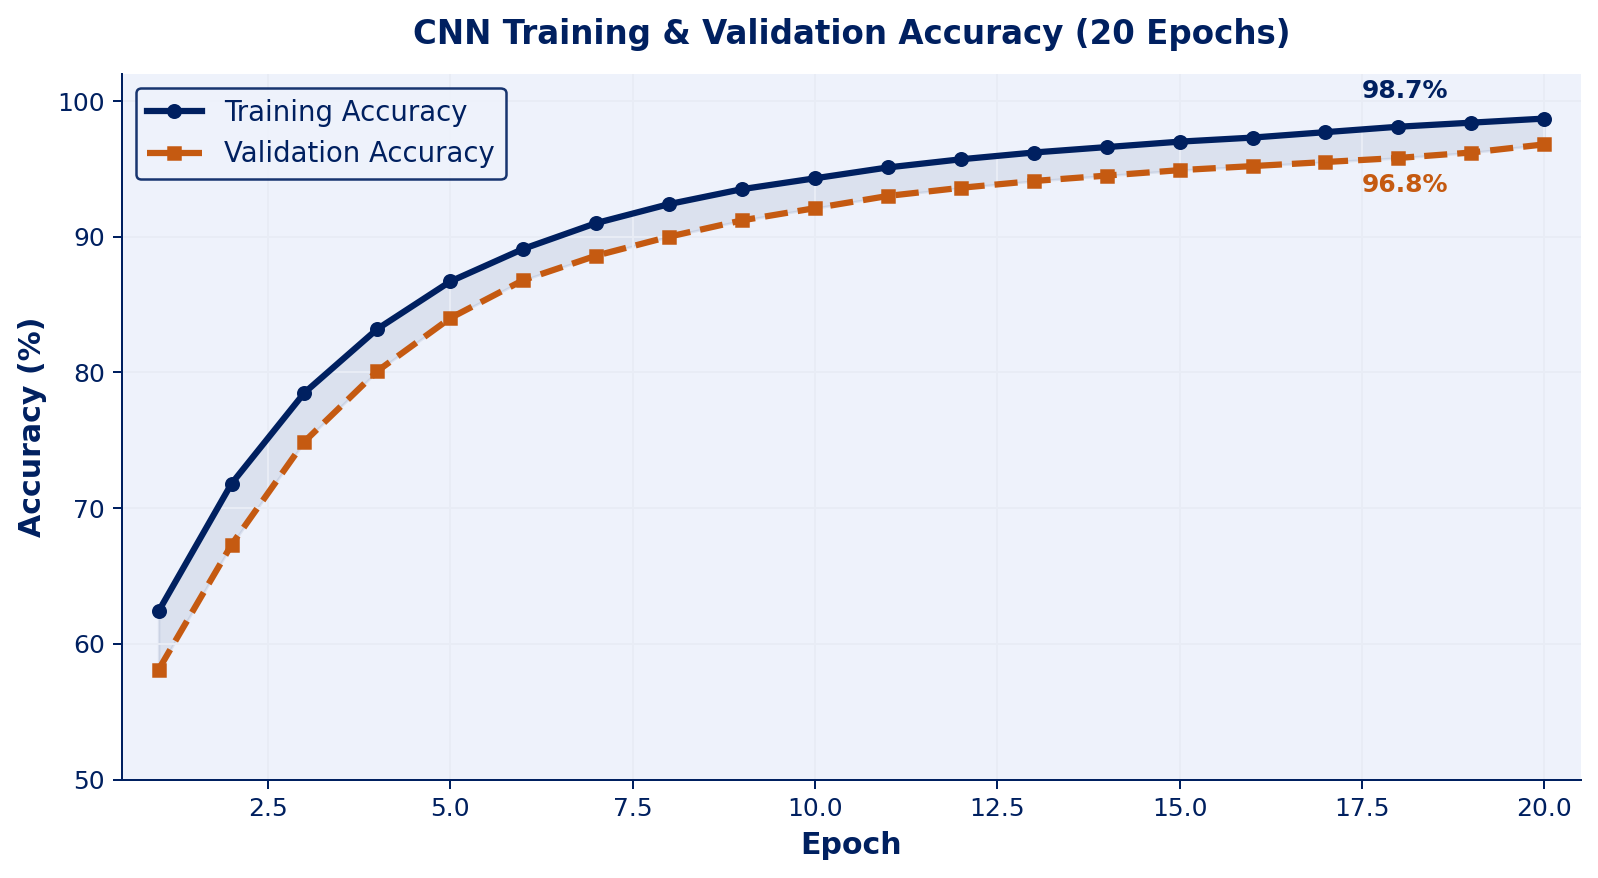 CNN Training & Validation Accuracy (20 Epochs)
Training Accuracy
Validation Accuracy
98.7%
96.8%
Accuracy (%)
100
90
80
70
60
50
2.5 5.0 7.5 10.0 12.5 15.0 17.5 20.0
Epoch